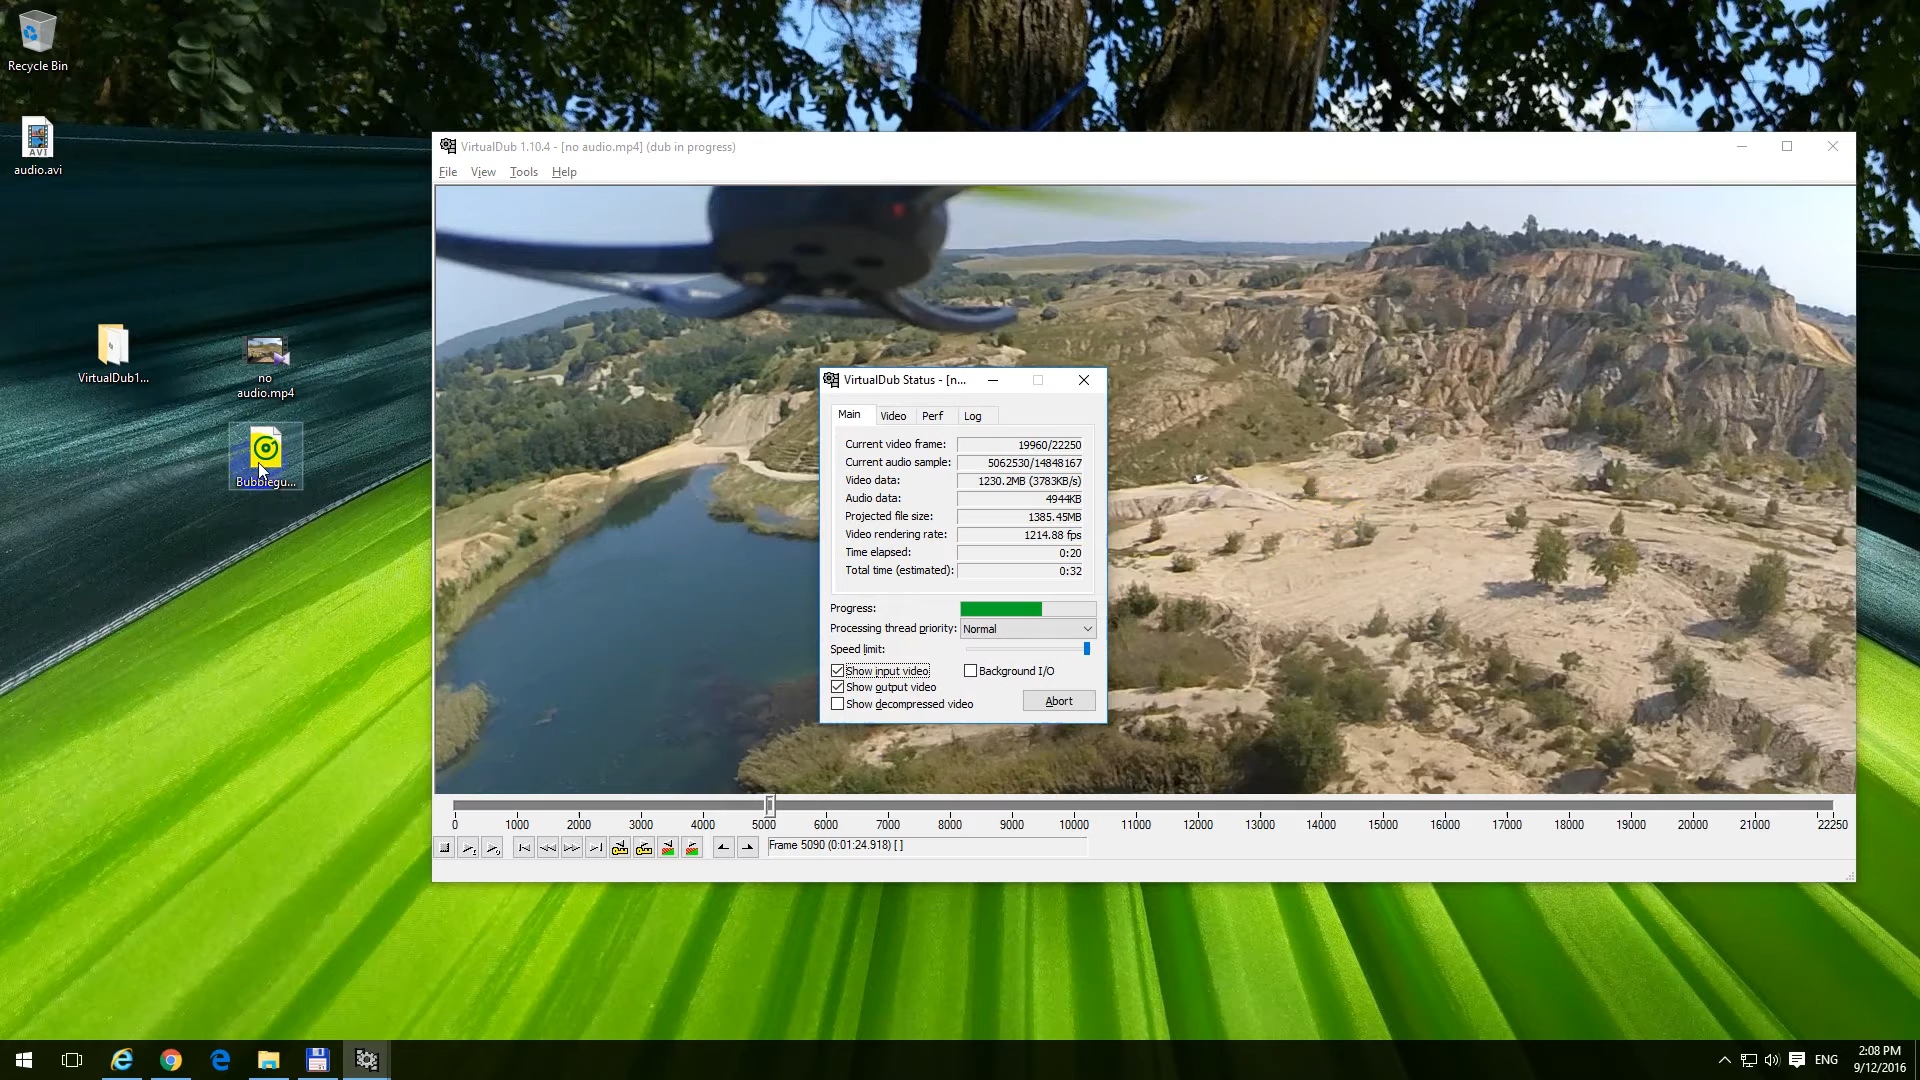 Recycle Bin
audio.avi
AVI
VirtualDub1...
no
audio.mp4
Bubblegu...
VirtualDub 1.10.4 - [no audio.mp4] (dub in progress)
File View Tools Help
VirtualDub Status - [n...
Main Video Perf Log
Current video frame: 19960/22250
Current audio sample: 5062530/14848167
Video data: 1230.2MB (3783KB/s)
Audio data: 4944KB
Projected file size: 1385.45MB
Video rendering rate: 1214.88 fps
Time elapsed: 0:20
Total time (estimated): 0:32
Progress:
Processing thread priority: Normal
Speed limit:
Show input video Background I/O
Show output video
Show decompressed video
Abort
0 1000 2000 3000 4000 5000 6000 7000 8000 9000 10000 11000 12000 13000 14000 15000 16000 17000 18000 19000 20000 21000 22250
Frame 5090 (0:01:24.918) [ ]
ENG
2:08 PM
9/12/2016